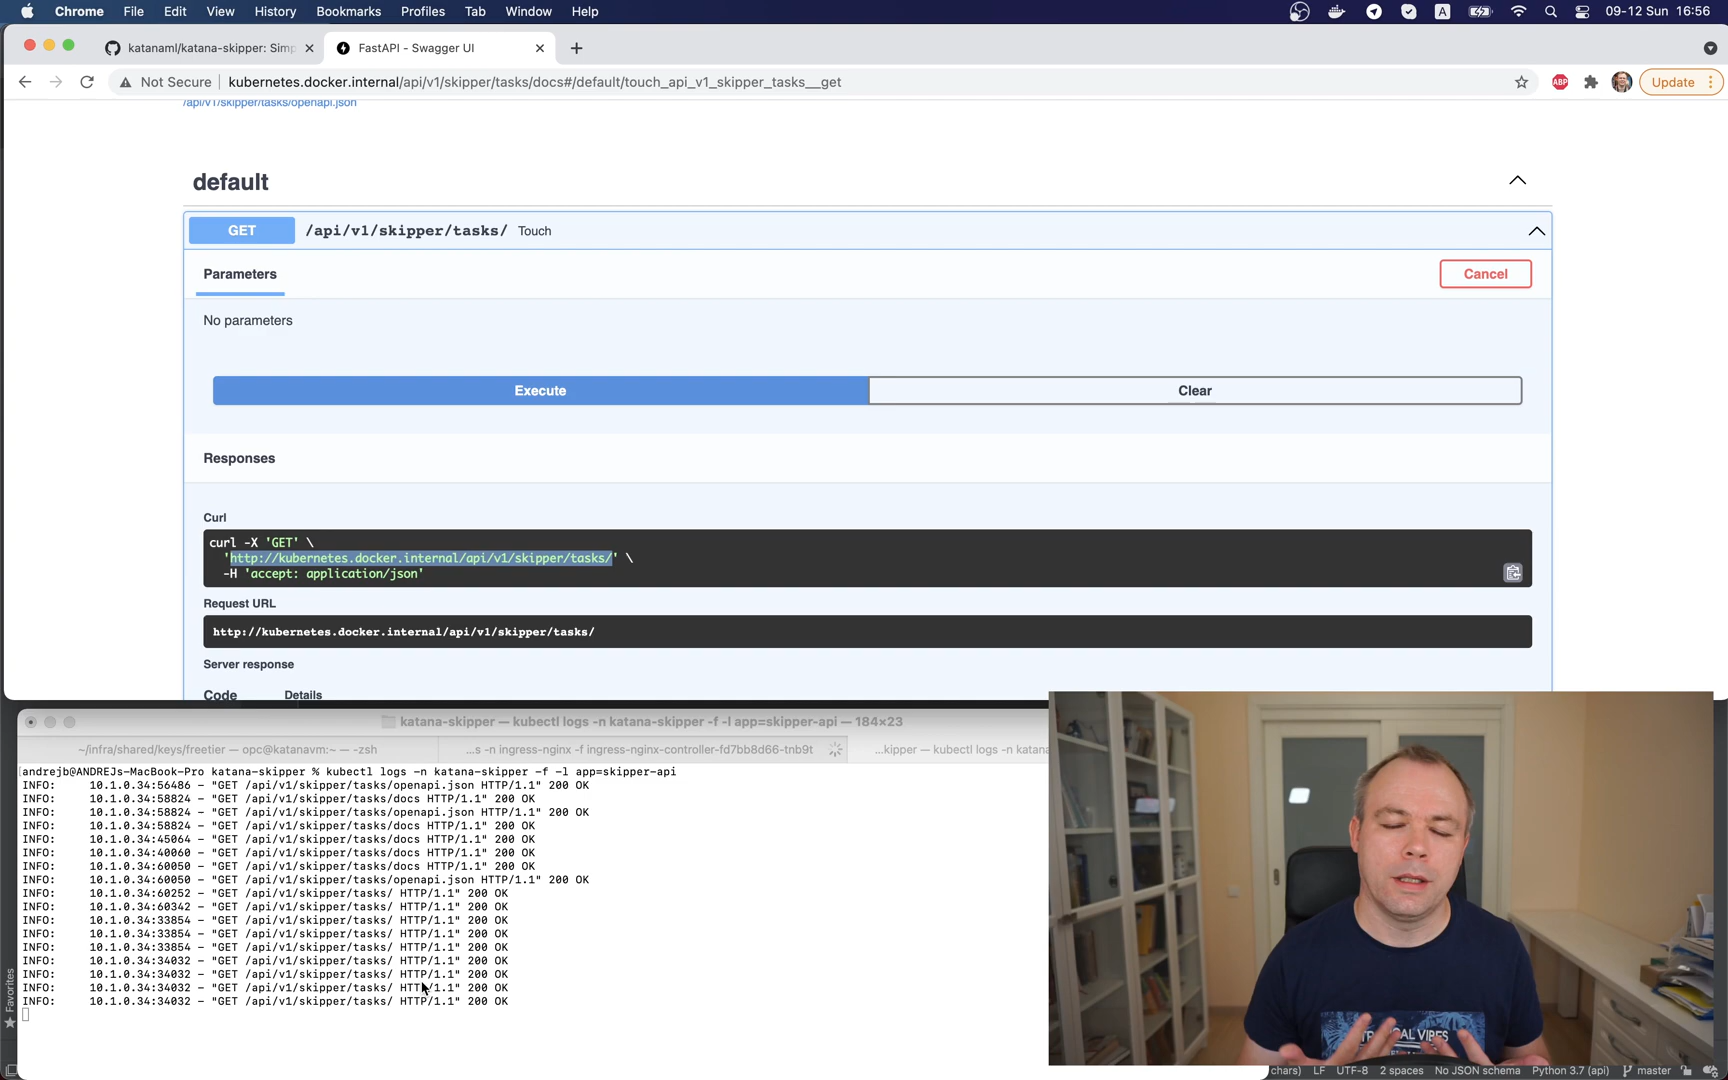 Chrome File Edit View History Bookmarks Profiles Tab Window Help
A
09-12 Sun 16:56
katanaml/katana-skipper: Simp
FastAPI - Swagger UI
Not Secure
kubernetes.docker.internal/api/v1/skipper/tasks/docs#/default/touch_api_v1_skipper_tasks__get
ABP
Update
/api/v1/skipper/tasks/openapi.json
default
GET /api/v1/skipper/tasks/ Touch
Parameters
Cancel
No parameters
Execute
Clear
Responses
Curl
curl -X 'GET' \
'http://kubernetes.docker.internal/api/v1/skipper/tasks/' \
-H 'accept: application/json'
Request URL
http://kubernetes.docker.internal/api/v1/skipper/tasks/
Server response
Code Details
katana-skipper — kubectl logs -n katana-skipper -f -l app=skipper-api — 184×23
~/infra/shared/keys/freetier — opc@katanavm:~ — -zsh
...s -n ingress-nginx -f ingress-nginx-controller-fd7bb8d66-tnb9t
...kipper — kubectl logs -n katana
[andrejb@ANDREJs-MacBook-Pro katana-skipper % kubectl logs -n katana-skipper -f -l app=skipper-api
INFO: 10.1.0.34:56486 - "GET /api/v1/skipper/tasks/openapi.json HTTP/1.1" 200 OK
INFO: 10.1.0.34:58824 - "GET /api/v1/skipper/tasks/docs HTTP/1.1" 200 OK
INFO: 10.1.0.34:58824 - "GET /api/v1/skipper/tasks/openapi.json HTTP/1.1" 200 OK
INFO: 10.1.0.34:58824 - "GET /api/v1/skipper/tasks/docs HTTP/1.1" 200 OK
INFO: 10.1.0.34:45064 - "GET /api/v1/skipper/tasks/docs HTTP/1.1" 200 OK
INFO: 10.1.0.34:40060 - "GET /api/v1/skipper/tasks/docs HTTP/1.1" 200 OK
INFO: 10.1.0.34:60050 - "GET /api/v1/skipper/tasks/docs HTTP/1.1" 200 OK
INFO: 10.1.0.34:60050 - "GET /api/v1/skipper/tasks/openapi.json HTTP/1.1" 200 OK
INFO: 10.1.0.34:60252 - "GET /api/v1/skipper/tasks/ HTTP/1.1" 200 OK
INFO: 10.1.0.34:60342 - "GET /api/v1/skipper/tasks/ HTTP/1.1" 200 OK
INFO: 10.1.0.34:33854 - "GET /api/v1/skipper/tasks/ HTTP/1.1" 200 OK
INFO: 10.1.0.34:33854 - "GET /api/v1/skipper/tasks/ HTTP/1.1" 200 OK
INFO: 10.1.0.34:33854 - "GET /api/v1/skipper/tasks/ HTTP/1.1" 200 OK
INFO: 10.1.0.34:34032 - "GET /api/v1/skipper/tasks/ HTTP/1.1" 200 OK
INFO: 10.1.0.34:34032 - "GET /api/v1/skipper/tasks/ HTTP/1.1" 200 OK
INFO: 10.1.0.34:34032 - "GET /api/v1/skipper/tasks/ HTTP/1.1" 200 OK
INFO: 10.1.0.34:34032 - "GET /api/v1/skipper/tasks/ HTTP/1.1" 200 OK
Favorites
VIBES
chars) LF UTF-8 2 spaces No JSON schema Python 3.7 (api) master